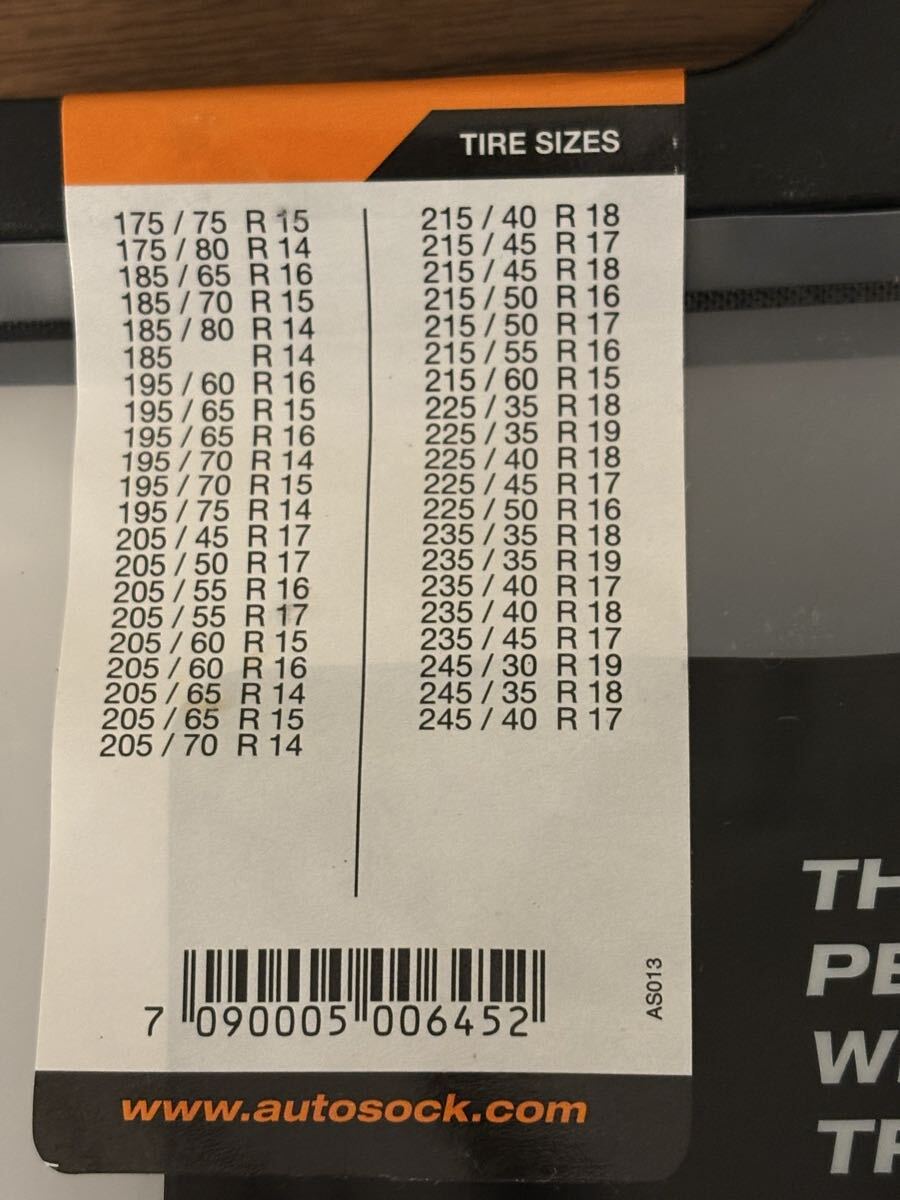 TIRE SIZES
175 / 75 R 15
175 / 80 R 14
185 / 65 R 16
185 / 70 R 15
185 / 80 R 14
185 R 14
195 / 60 R 16
195 / 65 R 15
195 / 65 R 16
195 / 70 R 14
195 / 70 R 15
195 / 75 R 14
205 / 45 R 17
205 / 50 R 17
205 / 55 R 16
205 / 55 R 17
205 / 60 R 15
205 / 60 R 16
205 / 65 R 14
205 / 65 R 15
205 / 70 R 14
215 / 40 R 18
215 / 45 R 17
215 / 45 R 18
215 / 50 R 16
215 / 50 R 17
215 / 55 R 16
215 / 60 R 15
225 / 35 R 18
225 / 35 R 19
225 / 40 R 18
225 / 45 R 17
225 / 50 R 16
235 / 35 R 18
235 / 35 R 19
235 / 40 R 17
235 / 40 R 18
235 / 45 R 17
245 / 30 R 19
245 / 35 R 18
245 / 40 R 17
7 090005 006452
AS013
www.autosock.com